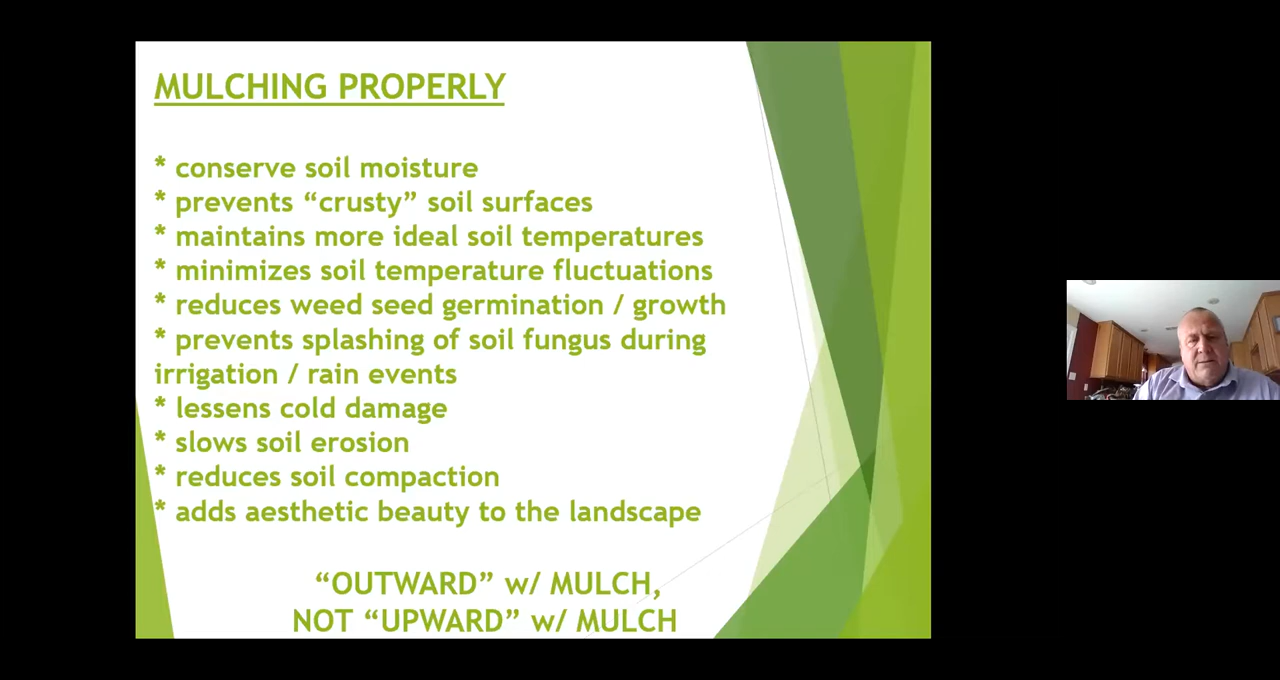 MULCHING PROPERLY
* conserve soil moisture
* prevents “crusty” soil surfaces
* maintains more ideal soil temperatures
* minimizes soil temperature fluctuations
* reduces weed seed germination / growth
* prevents splashing of soil fungus during
irrigation / rain events
* lessens cold damage
* slows soil erosion
* reduces soil compaction
* adds aesthetic beauty to the landscape
“OUTWARD” w/ MULCH,
NOT “UPWARD” w/ MULCH